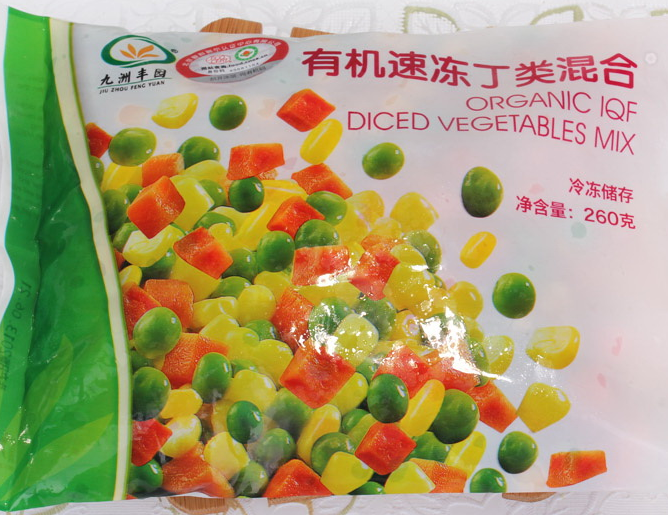 九洲丰园
JIU ZHOU FENG YUAN
有机速冻丁类混合
ORGANIC IQF
DICED VEGETABLES MIX
冷冻储存
净含量：260克